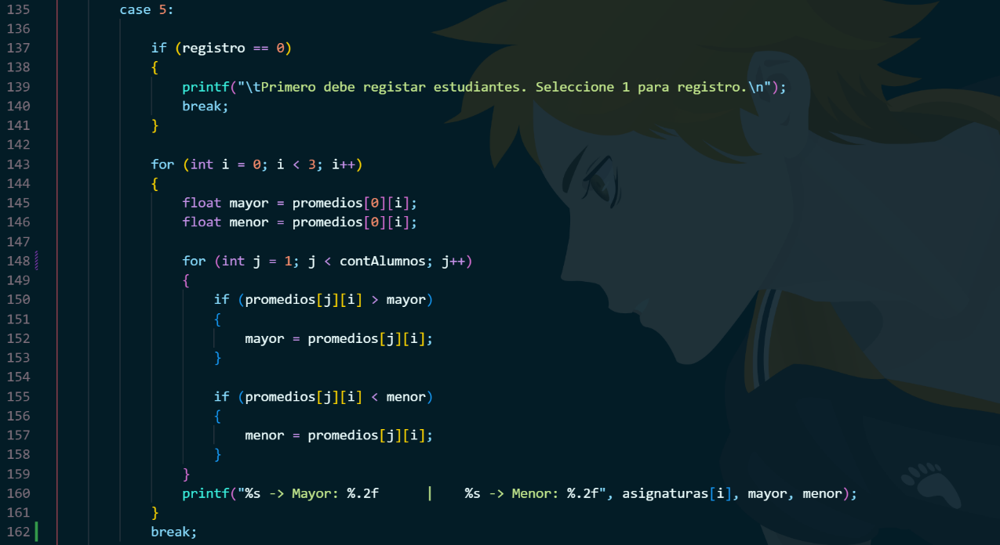 135 case 5:
136
137 if (registro == 0)
138 {
139 printf("\tPrimero debe registar estudiantes. Seleccione 1 para registro.\n");
140 break;
141 }
142
143 for (int i = 0; i < 3; i++)
144 {
145 float mayor = promedios[0][i];
146 float menor = promedios[0][i];
147
148 for (int j = 1; j < contAlumnos; j++)
149 {
150 if (promedios[j][i] > mayor)
151 {
152 mayor = promedios[j][i];
153 }
154
155 if (promedios[j][i] < menor)
156 {
157 menor = promedios[j][i];
158 }
159 }
160 printf("%s -> Mayor: %.2f      |    %s -> Menor: %.2f", asignaturas[i], mayor, menor);
161 }
162 break;